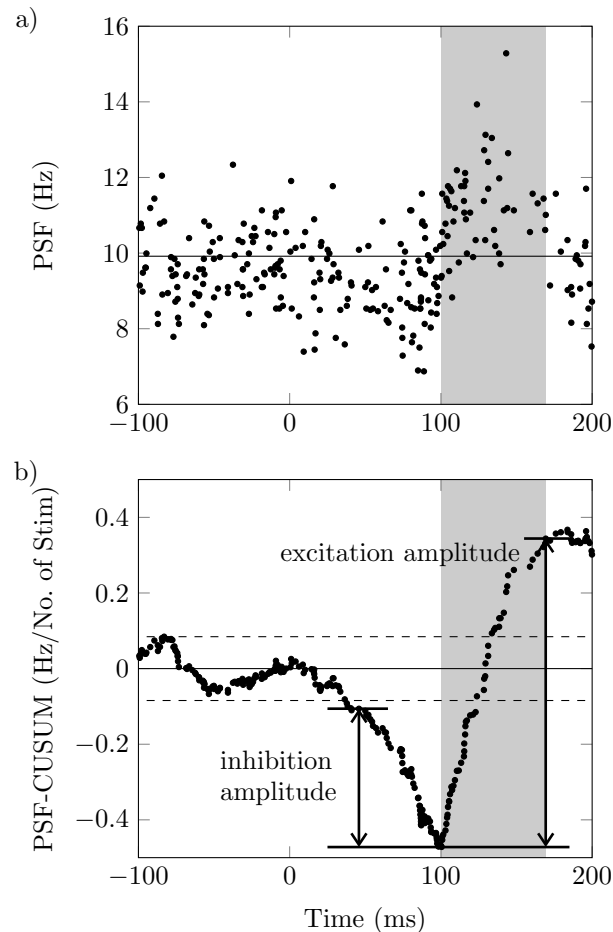 a)
16
14
12
10
8
6
PSF (Hz)
−100
0
100
200
b)
0.4
0.2
0
−0.2
−0.4
PSF-CUSUM (Hz/No. of Stim)
excitation amplitude
inhibition
amplitude
−100
0
100
200
Time (ms)